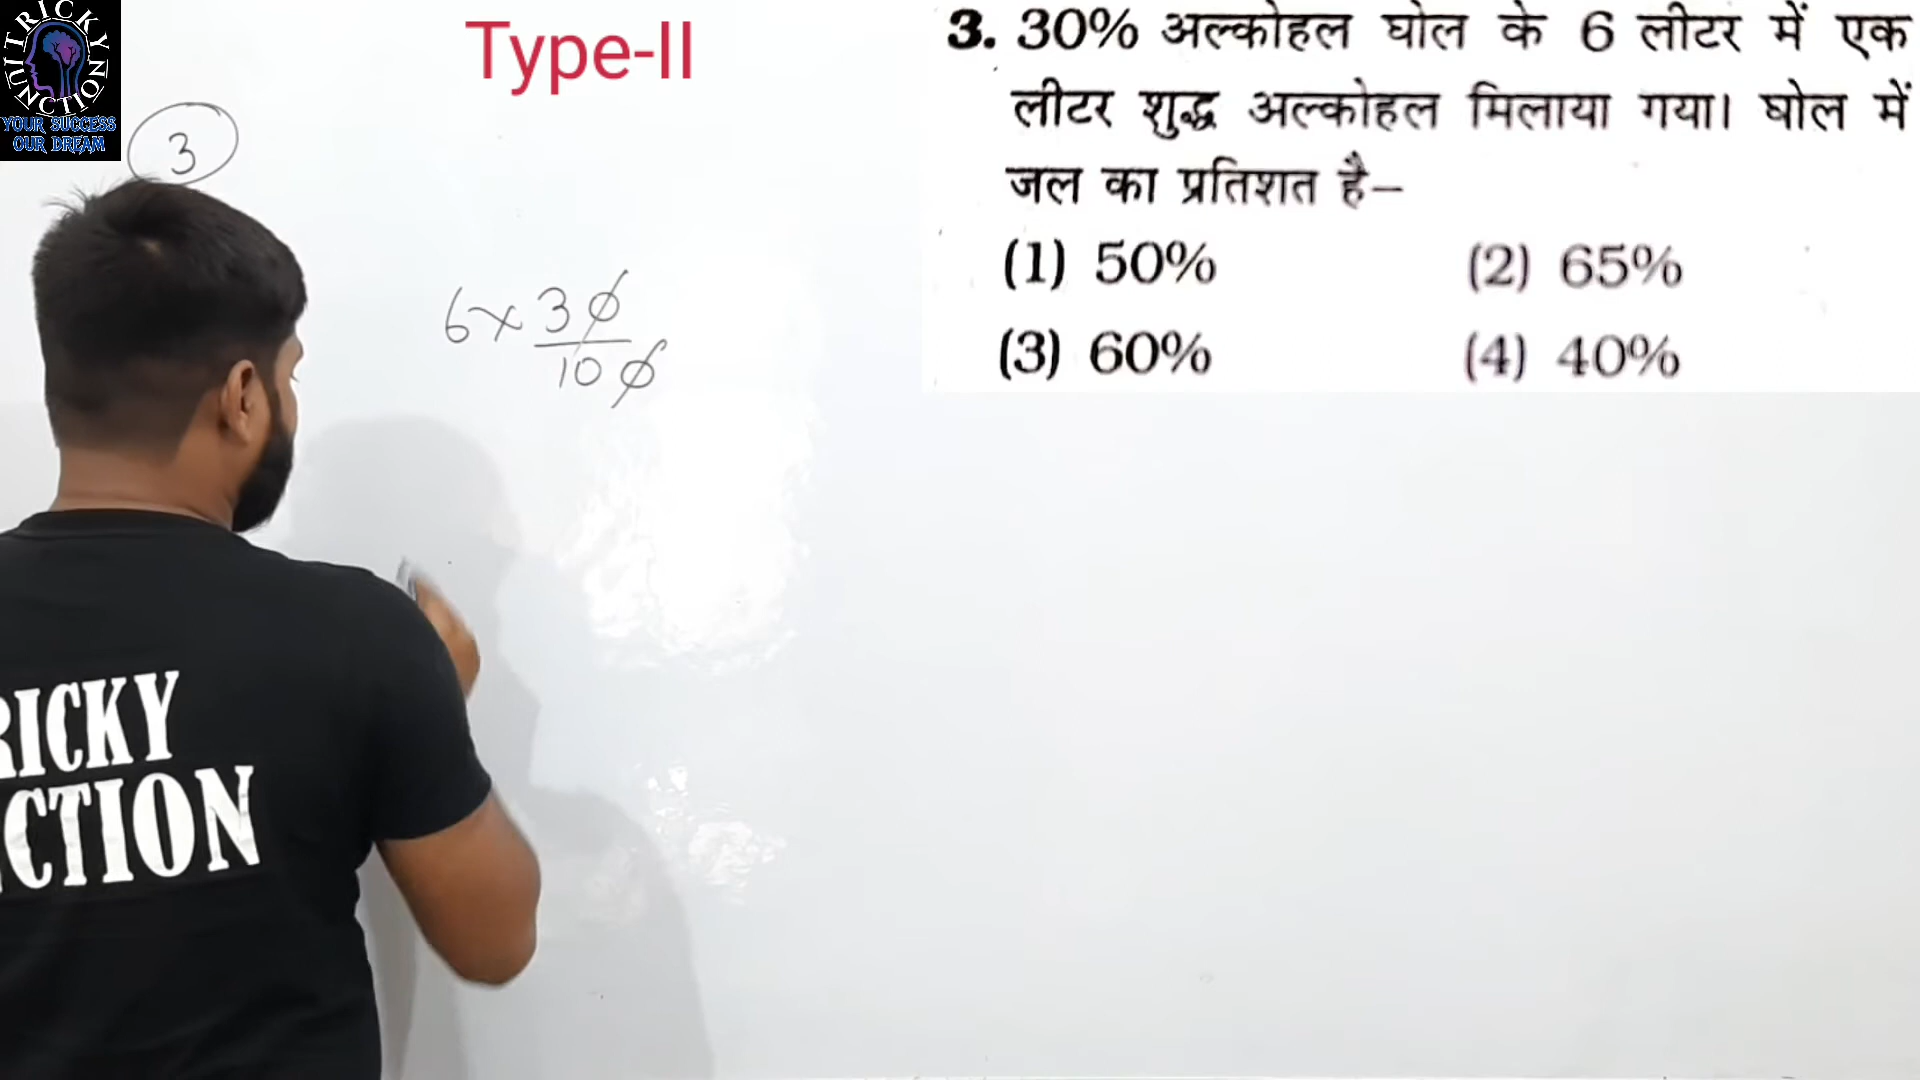 TRICKY
JUNCTION
YOUR SUCCESS
OUR DREAM
Type-II
3. 30% अल्कोहल घोल के 6 लीटर में एक
लीटर शुद्ध अल्कोहल मिलाया गया। घोल में
जल का प्रतिशत है–
(1) 50% (2) 65%
(3) 60% (4) 40%
3
6 × 30
100
RICKY
CTION